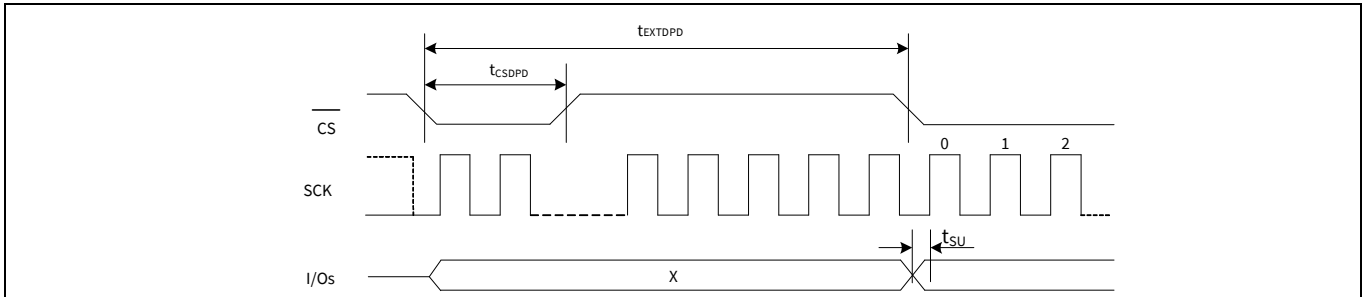 tEXTDPD
tCSDPD
CS
0 1 2
SCK
tSU
I/Os
X